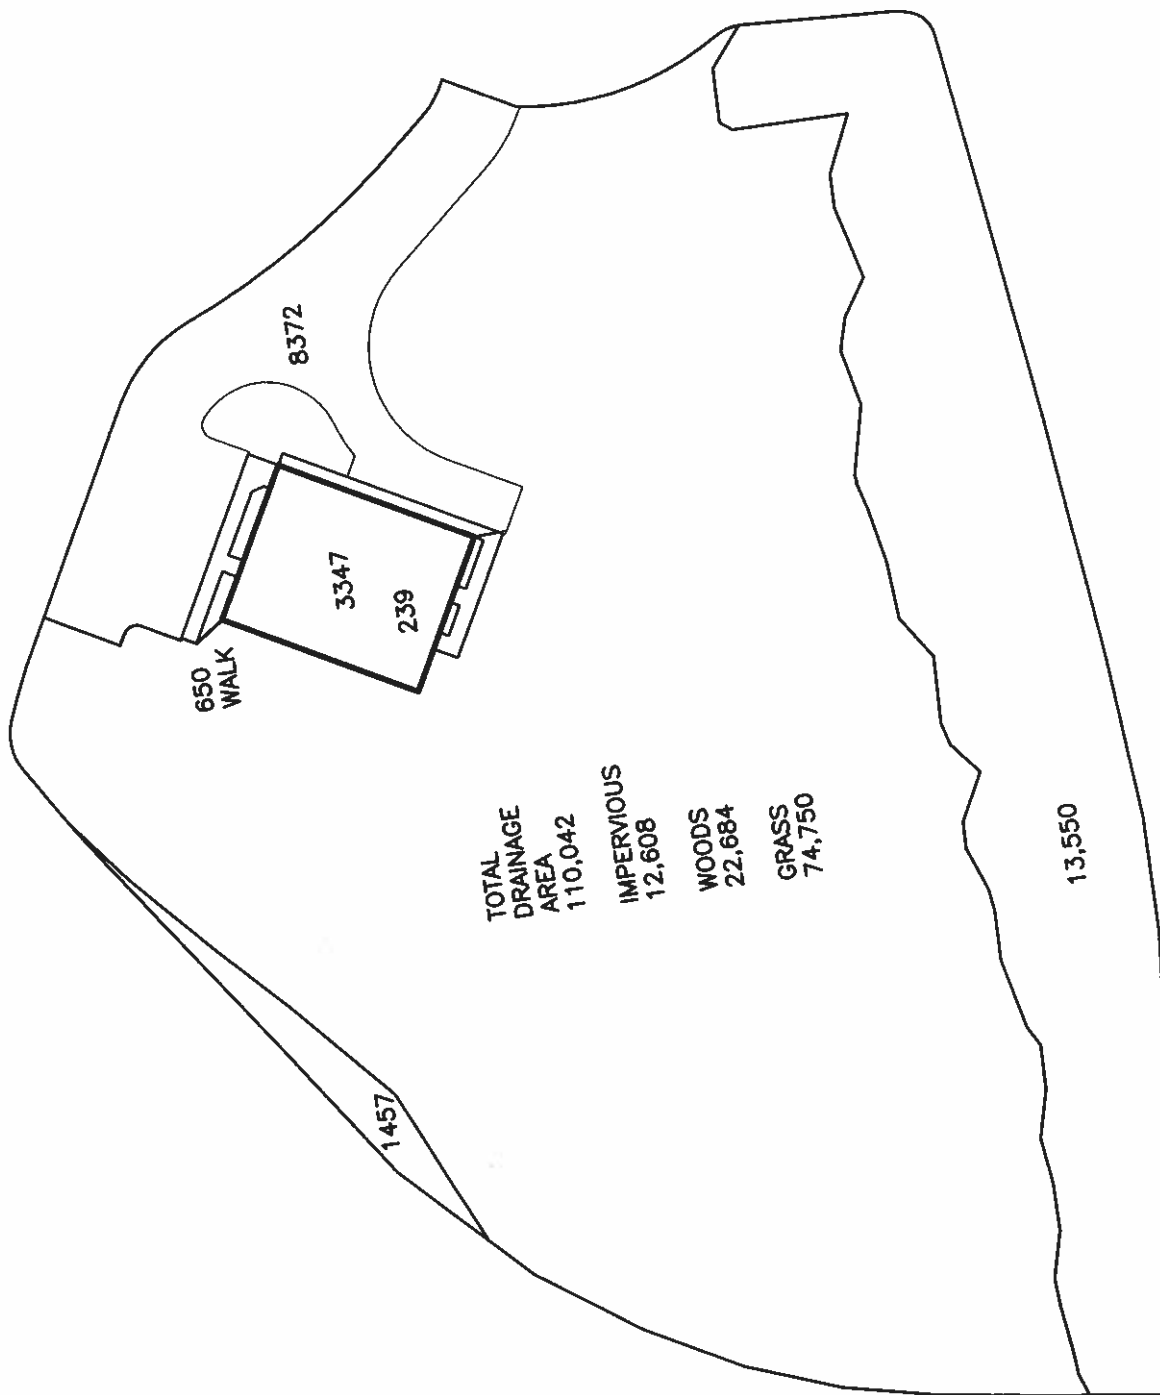 8372
3347
239
650
WALK
TOTAL
DRAINAGE
AREA
110,042
IMPERVIOUS
12,608
WOODS
22,684
GRASS
74,750
1457
13,550